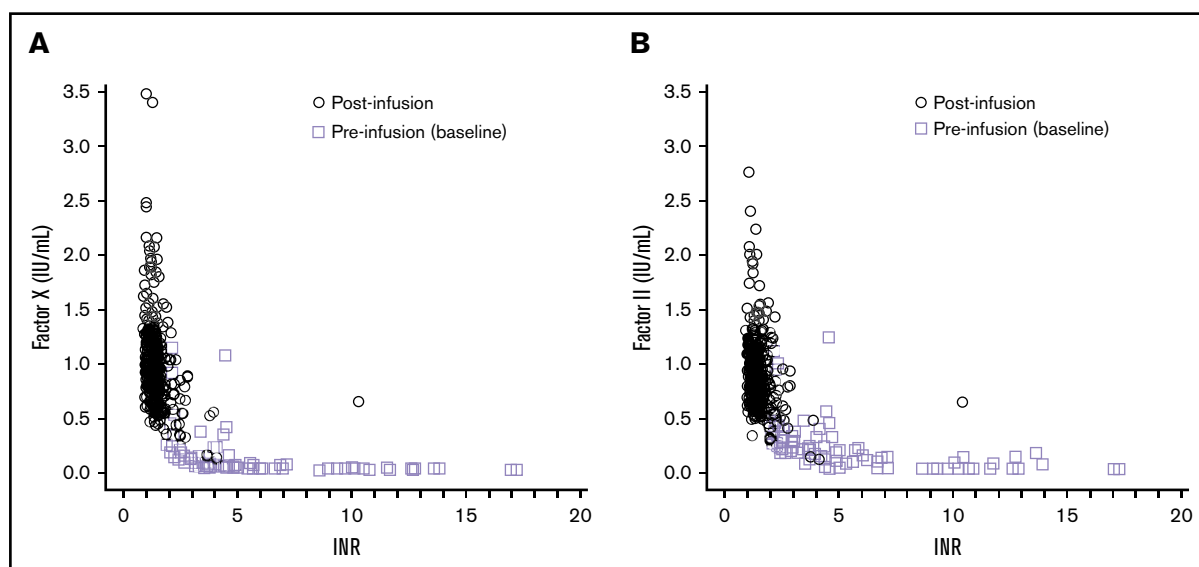 A
3.5
3.0
2.5
2.0
1.5
1.0
0.5
0.0
Factor X (IU/mL)
Post-infusion
Pre-infusion (baseline)
0 5 10 15 20
INR
B
3.5
3.0
2.5
2.0
1.5
1.0
0.5
0.0
Factor II (IU/mL)
Post-infusion
Pre-infusion (baseline)
0 5 10 15 20
INR